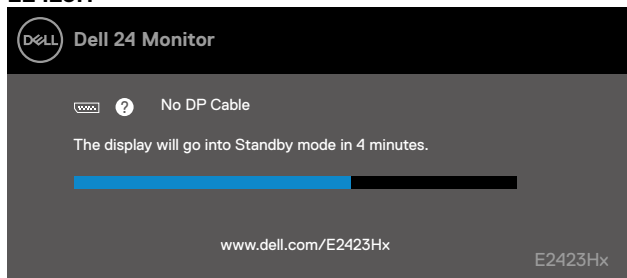 E2423H
DELL Dell 24 Monitor
? No DP Cable
The display will go into Standby mode in 4 minutes.
www.dell.com/E2423Hx
E2423Hx